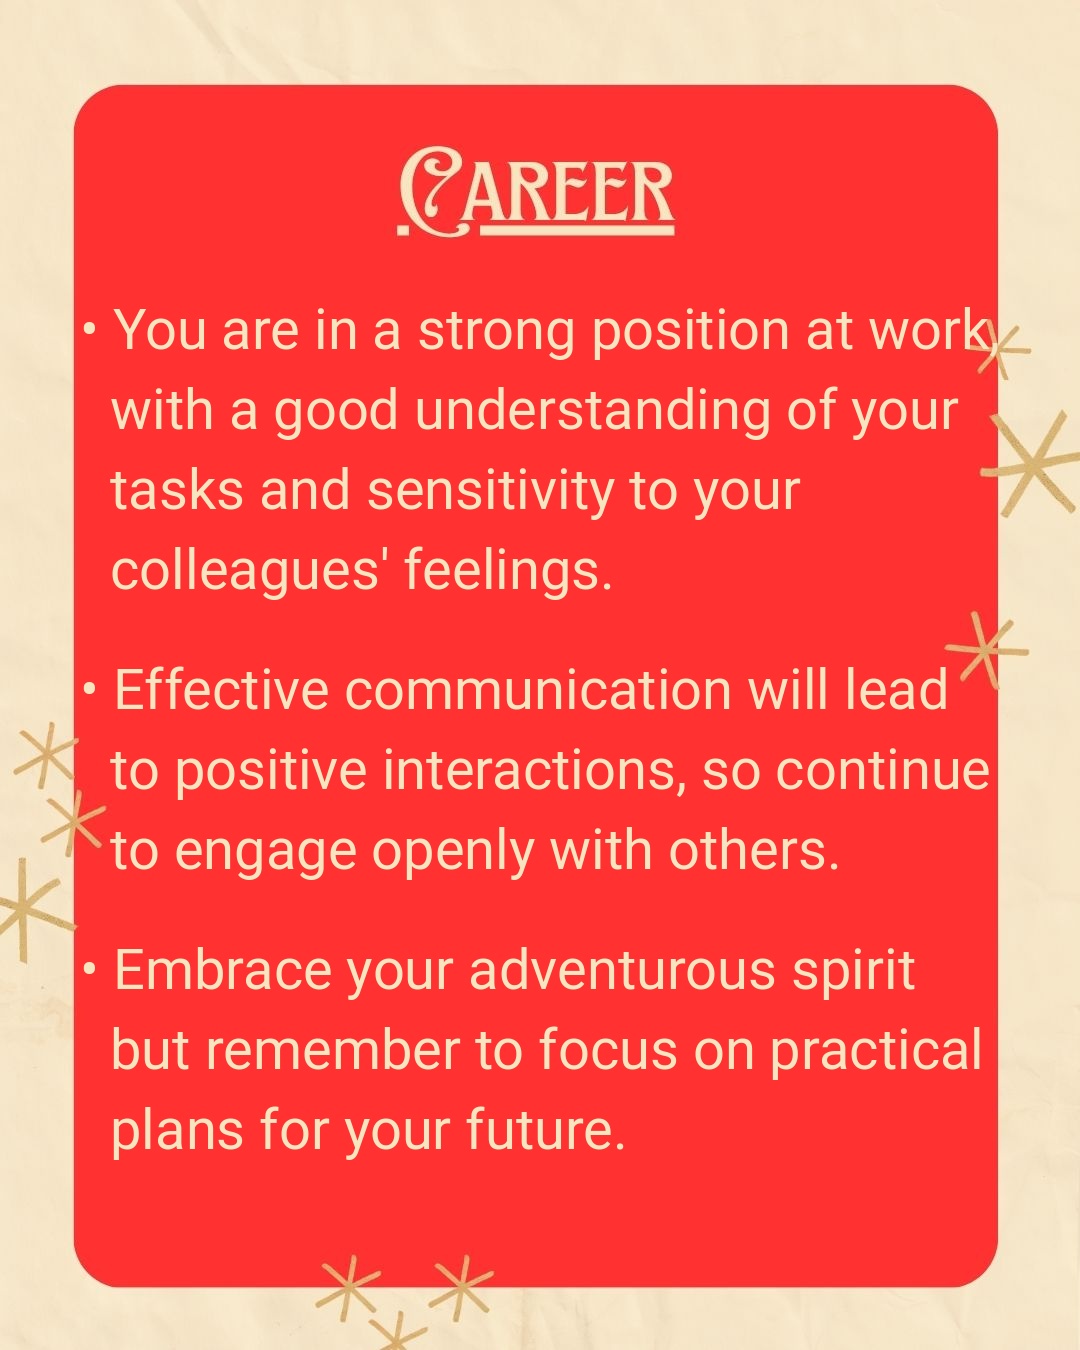 Career
• You are in a strong position at work,
with a good understanding of your
tasks and sensitivity to your
colleagues' feelings.
• Effective communication will lead
to positive interactions, so continue
to engage openly with others.
• Embrace your adventurous spirit
but remember to focus on practical
plans for your future.